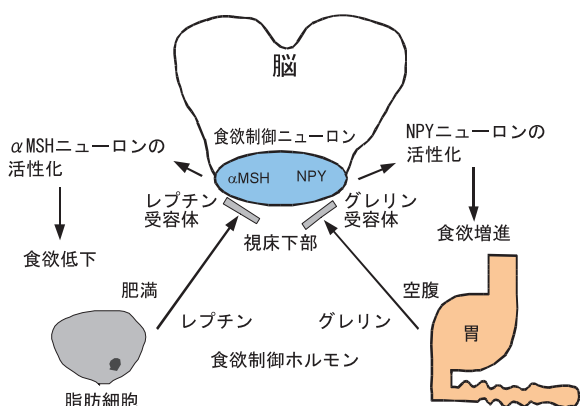 脳
食欲制御ニューロン
αMSHニューロンの
活性化
NPYニューロンの
活性化
αMSH
NPY
レプチン
受容体
グレリン
受容体
視床下部
食欲低下
食欲増進
肥満
空腹
レプチン
グレリン
胃
食欲制御ホルモン
脂肪細胞